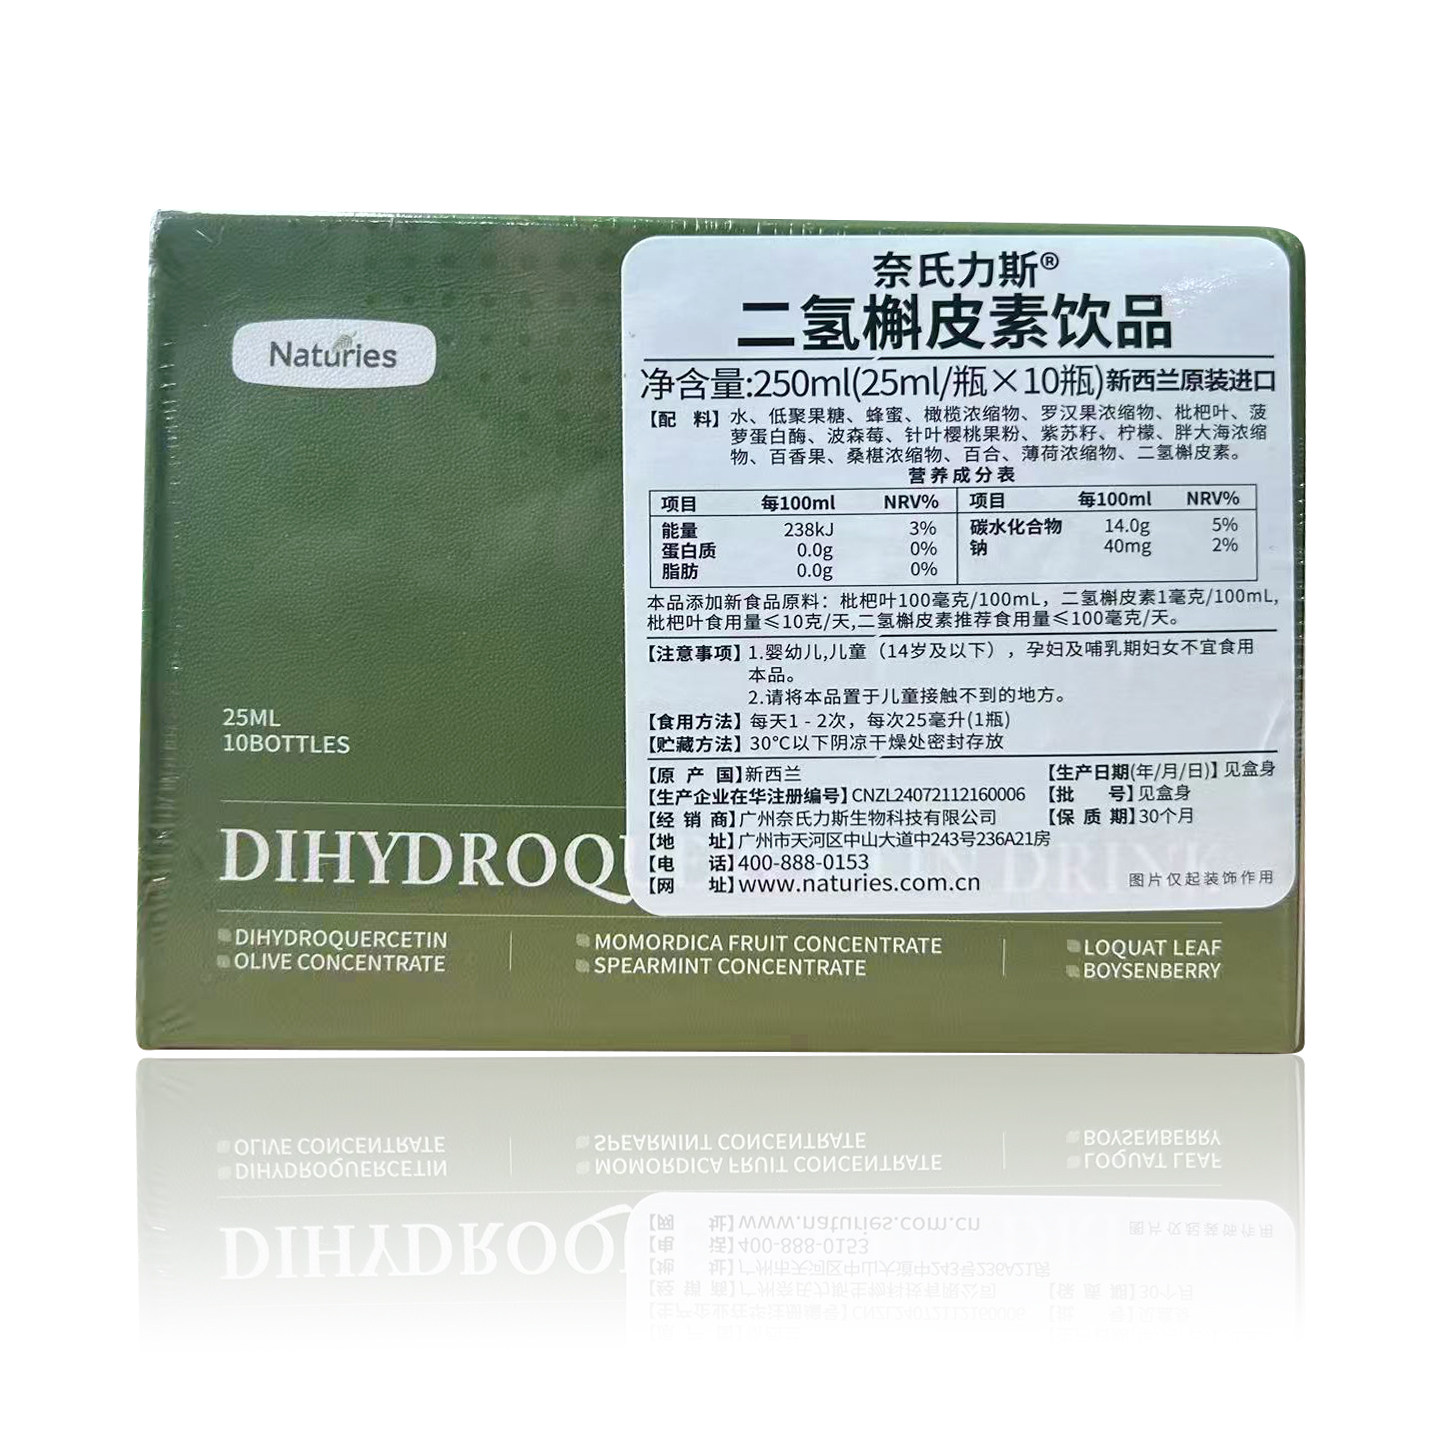 Naturies
25ML
10BOTTLES
DIHYDROQU
DRINK
DIHYDROQUERCETIN
OLIVE CONCENTRATE
MOMORDICA FRUIT CONCENTRATE
SPEARMINT CONCENTRATE
LOQUAT LEAF
BOYSENBERRY
奈氏力斯®
二氢槲皮素饮品
净含量:250ml(25ml/瓶×10瓶)新西兰原装进口
【配 料】水、低聚果糖、蜂蜜、橄榄浓缩物、罗汉果浓缩物、枇杷叶、菠
萝蛋白酶、波森莓、针叶樱桃果粉、紫苏籽、柠檬、胖大海浓缩
物、百香果、桑椹浓缩物、百合、薄荷浓缩物、二氢槲皮素。
营养成分表
项目 每100ml NRV% 项目 每100ml NRV%
能量 238kJ 3% 碳水化合物 14.0g 5%
蛋白质 0.0g 0% 钠 40mg 2%
脂肪 0.0g 0%
本品添加新食品原料：枇杷叶100毫克/100mL，二氢槲皮素1毫克/100mL,
枇杷叶食用量≤10克/天,二氢槲皮素推荐食用量≤100毫克/天。
【注意事项】1.婴幼儿,儿童（14岁及以下），孕妇及哺乳期妇女不宜食用
本品。
2.请将本品置于儿童接触不到的地方。
【食用方法】每天1-2次，每次25毫升(1瓶)
【贮藏方法】30℃以下阴凉干燥处密封存放
【原 产 国】新西兰 【生产日期(年/月/日)】见盒身
【生产企业在华注册编号】CNZL24072112160006 【批 号】见盒身
【经 销 商】广州奈氏力斯生物科技有限公司 【保 质 期】30个月
【地 址】广州市天河区中山大道中243号236A21房
【电 话】400-888-0153
【网 址】www.naturies.com.cn 图片仅起装饰作用